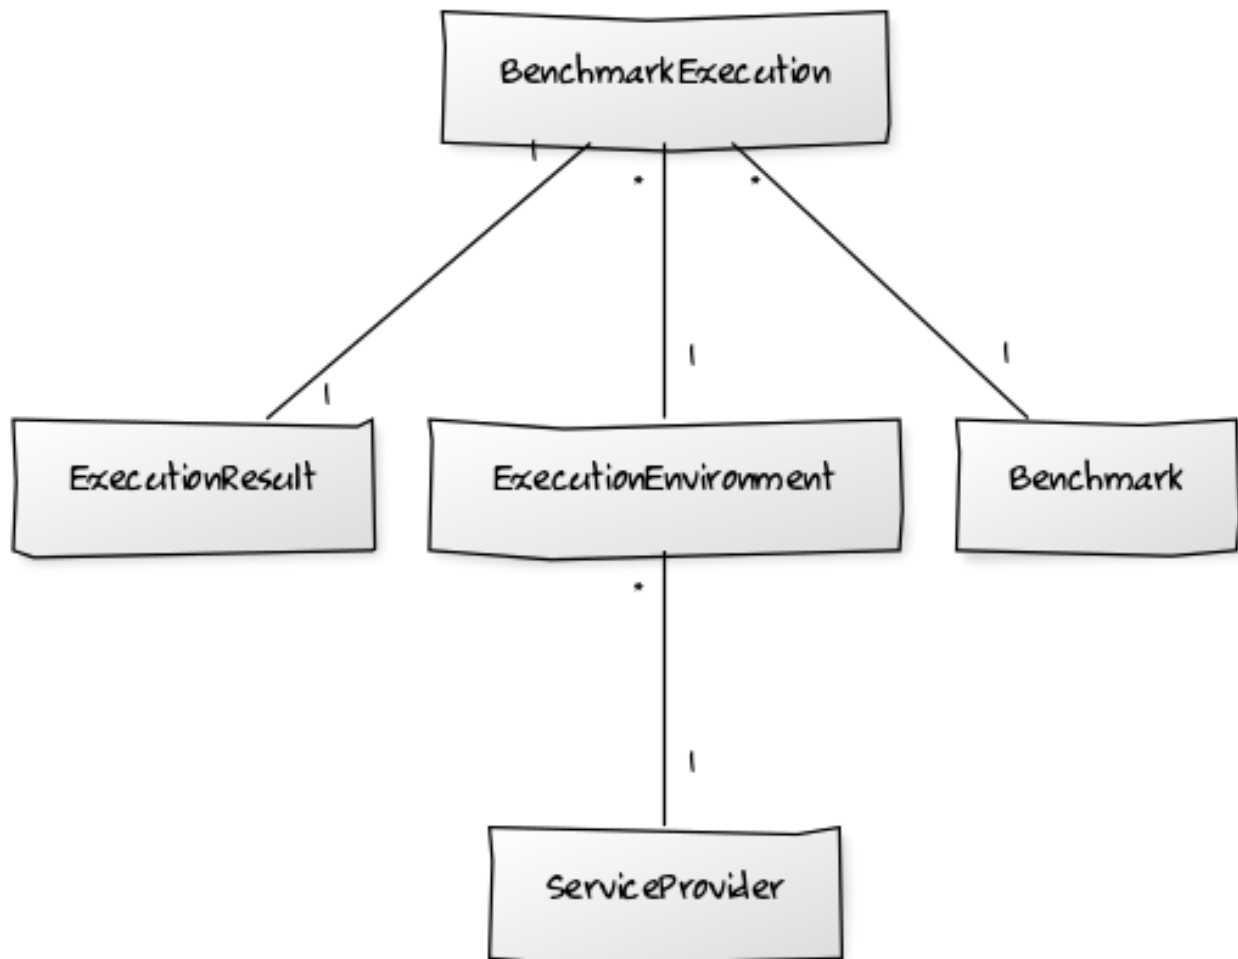 BenchmarkExecution
1
*
*
1
1
1
ExecutionResult
ExecutionEnvironment
Benchmark
*
1
ServiceProvider